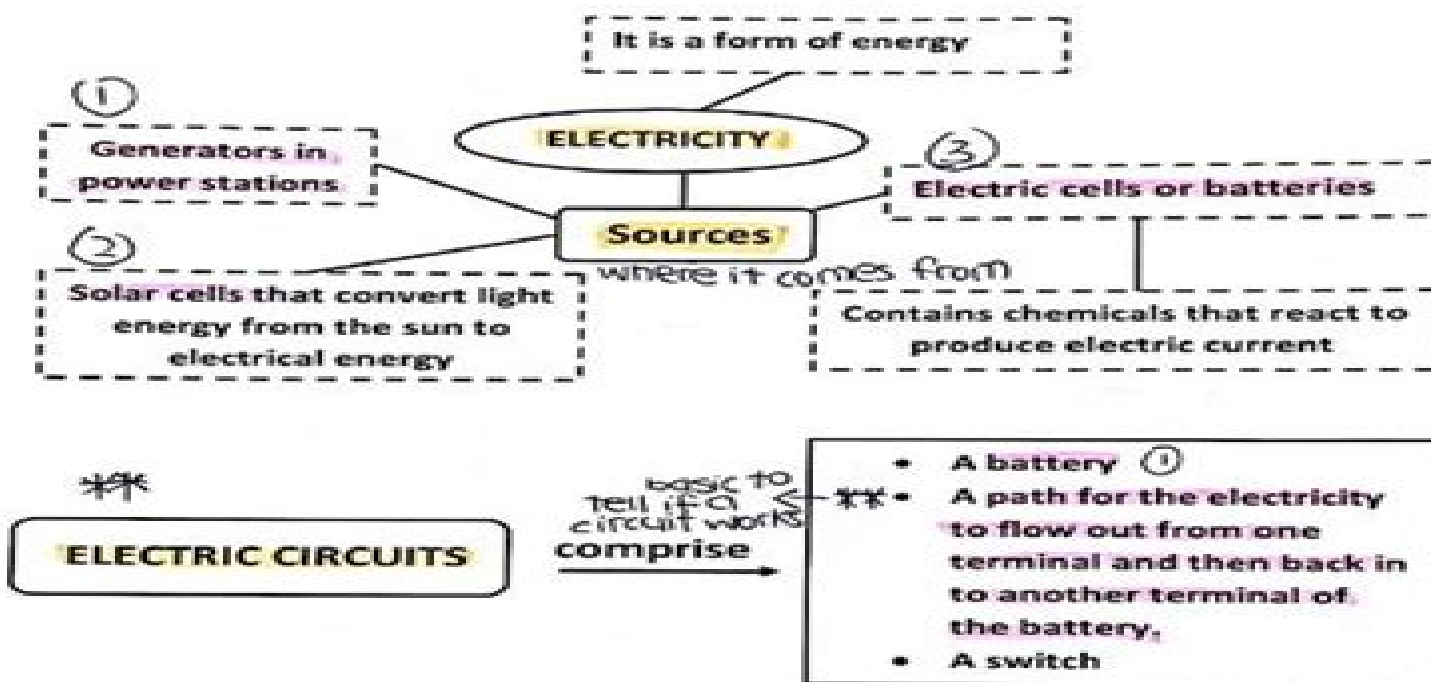 It is a form of energy
①
ELECTRICITY
Generators in
power stations
③
Electric cells or batteries
Sources
where it comes from
②
Solar cells that convert light
energy from the sun to
electrical energy
Contains chemicals that react to
produce electric current
**
ELECTRIC CIRCUITS
basic to
tell if a
circuit works
comprise
• A battery ①
** • A path for the electricity
to flow out from one
terminal and then back in
to another terminal of
the battery.
• A switch